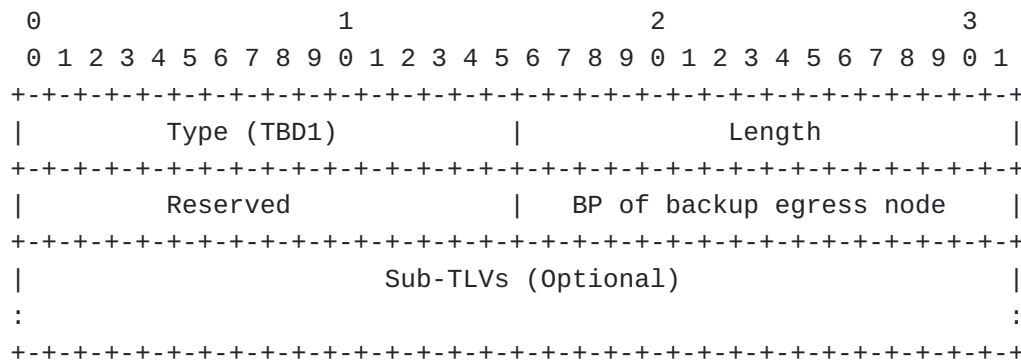 0                   1                   2                   3
 0 1 2 3 4 5 6 7 8 9 0 1 2 3 4 5 6 7 8 9 0 1 2 3 4 5 6 7 8 9 0 1
+-+-+-+-+-+-+-+-+-+-+-+-+-+-+-+-+-+-+-+-+-+-+-+-+-+-+-+-+-+-+-+-+
|         Type (TBD1)           |             Length            |
+-+-+-+-+-+-+-+-+-+-+-+-+-+-+-+-+-+-+-+-+-+-+-+-+-+-+-+-+-+-+-+-+
|         Reserved              |   BP of backup egress node    |
+-+-+-+-+-+-+-+-+-+-+-+-+-+-+-+-+-+-+-+-+-+-+-+-+-+-+-+-+-+-+-+-+
|                       Sub-TLVs (Optional)                     |
:                                                               :
+-+-+-+-+-+-+-+-+-+-+-+-+-+-+-+-+-+-+-+-+-+-+-+-+-+-+-+-+-+-+-+-+